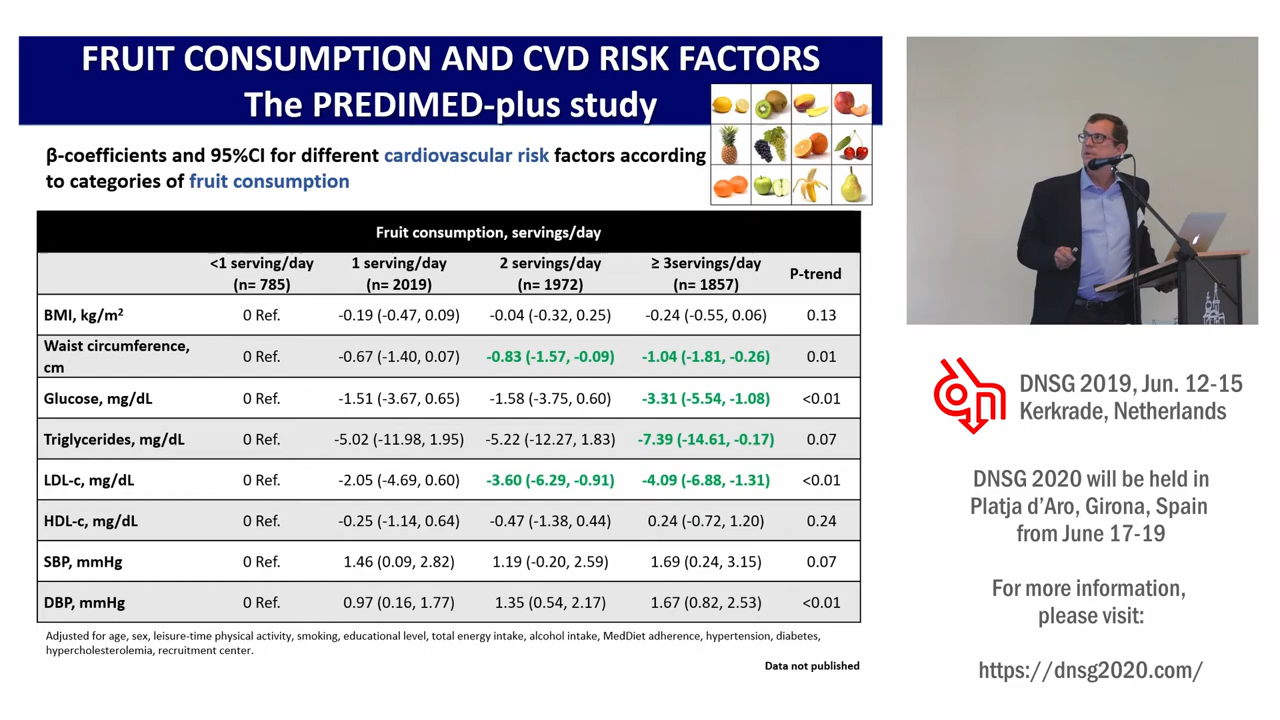 FRUIT CONSUMPTION AND CVD RISK FACTORS
The PREDIMED-plus study
β-coefficients and 95%CI for different cardiovascular risk factors according
to categories of fruit consumption
Fruit consumption, servings/day
<1 serving/day (n= 785) 1 serving/day (n= 2019) 2 servings/day (n= 1972) ≥ 3servings/day (n= 1857) P-trend
BMI, kg/m² 0 Ref. -0.19 (-0.47, 0.09) -0.04 (-0.32, 0.25) -0.24 (-0.55, 0.06) 0.13
Waist circumference, cm 0 Ref. -0.67 (-1.40, 0.07) -0.83 (-1.57, -0.09) -1.04 (-1.81, -0.26) 0.01
Glucose, mg/dL 0 Ref. -1.51 (-3.67, 0.65) -1.58 (-3.75, 0.60) -3.31 (-5.54, -1.08) <0.01
Triglycerides, mg/dL 0 Ref. -5.02 (-11.98, 1.95) -5.22 (-12.27, 1.83) -7.39 (-14.61, -0.17) 0.07
LDL-c, mg/dL 0 Ref. -2.05 (-4.69, 0.60) -3.60 (-6.29, -0.91) -4.09 (-6.88, -1.31) <0.01
HDL-c, mg/dL 0 Ref. -0.25 (-1.14, 0.64) -0.47 (-1.38, 0.44) 0.24 (-0.72, 1.20) 0.24
SBP, mmHg 0 Ref. 1.46 (0.09, 2.82) 1.19 (-0.20, 2.59) 1.69 (0.24, 3.15) 0.07
DBP, mmHg 0 Ref. 0.97 (0.16, 1.77) 1.35 (0.54, 2.17) 1.67 (0.82, 2.53) <0.01
Adjusted for age, sex, leisure-time physical activity, smoking, educational level, total energy intake, alcohol intake, MedDiet adherence, hypertension, diabetes,
hypercholesterolemia, recruitment center.
Data not published
DNSG 2019, Jun. 12-15
Kerkrade, Netherlands
DNSG 2020 will be held in
Platja d'Aro, Girona, Spain
from June 17-19
For more information,
please visit:
https://dnsg2020.com/